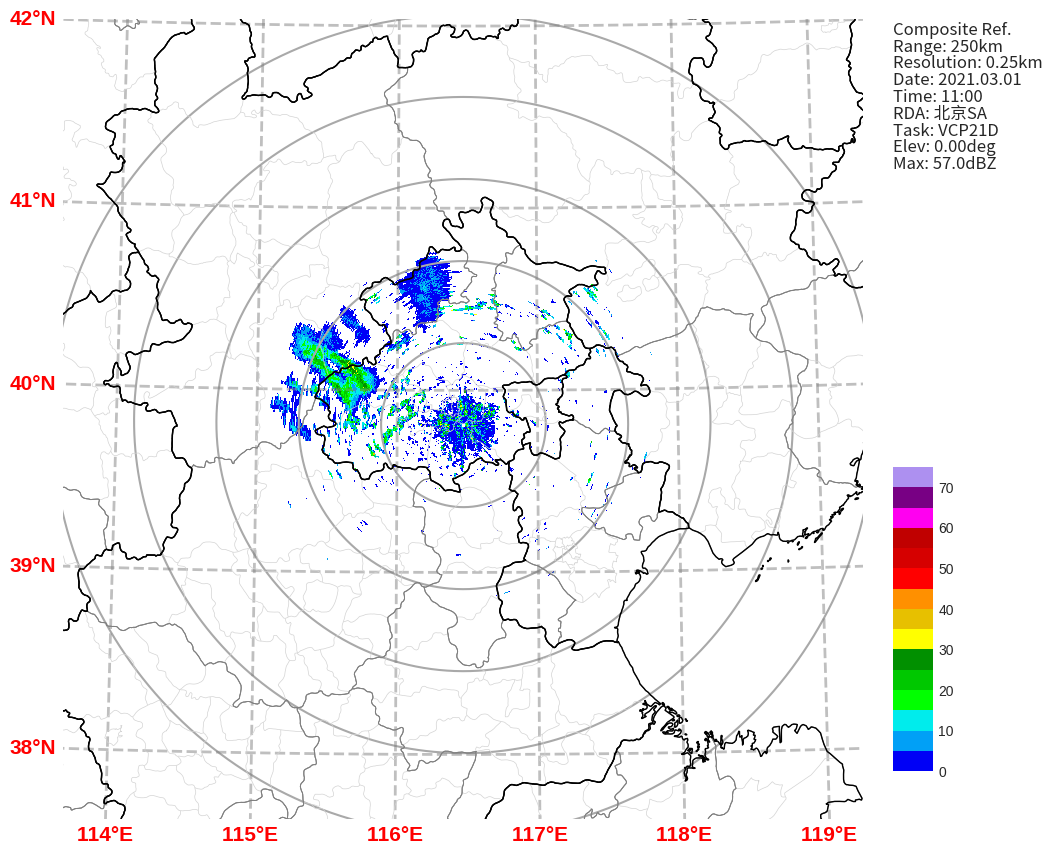 42°N
41°N
40°N
39°N
38°N
114°E
115°E
116°E
117°E
118°E
119°E
Composite Ref.
Range: 250km
Resolution: 0.25km
Date: 2021.03.01
Time: 11:00
RDA: 北京SA
Task: VCP21D
Elev: 0.00deg
Max: 57.0dBZ
70
60
50
40
30
20
10
0